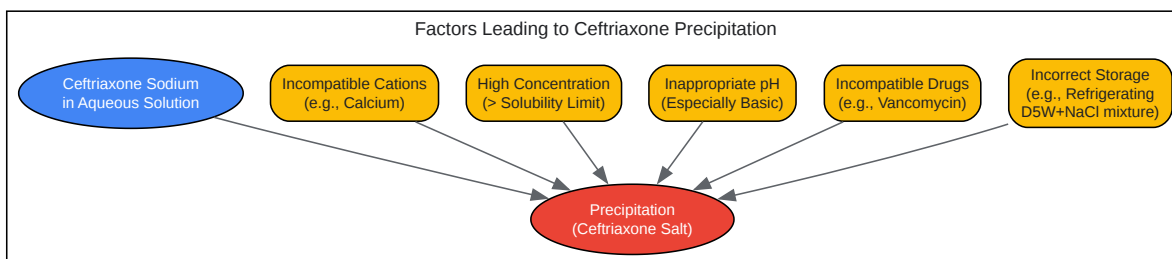 Factors Leading to Ceftriaxone Precipitation
Ceftriaxone Sodium
in Aqueous Solution
Incompatible Cations
(e.g., Calcium)
High Concentration
(> Solubility Limit)
Inappropriate pH
(Especially Basic)
Incompatible Drugs
(e.g., Vancomycin)
Incorrect Storage
(e.g., Refrigerating
D5W+NaCl mixture)
Precipitation
(Ceftriaxone Salt)